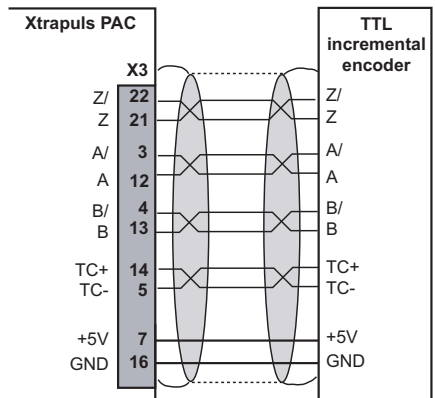 Xtrapuls PAC
TTL
incremental
encoder
X3
Z/ 22 Z/
Z 21 Z
A/ 3 A/
A 12 A
B/ 4 B/
B 13 B
TC+ 14 TC+
TC- 5 TC-
+5V 7 +5V
GND 16 GND